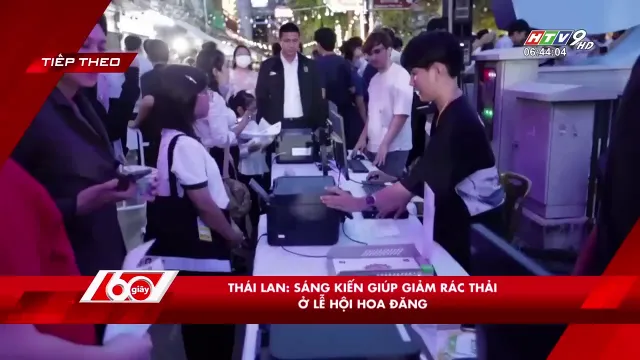 TIẾP THEO
HTV9 HD
06:44:04
60 giây
THÁI LAN: SÁNG KIẾN GIÚP GIẢM RÁC THẢI
Ở LỄ HỘI HOA ĐĂNG